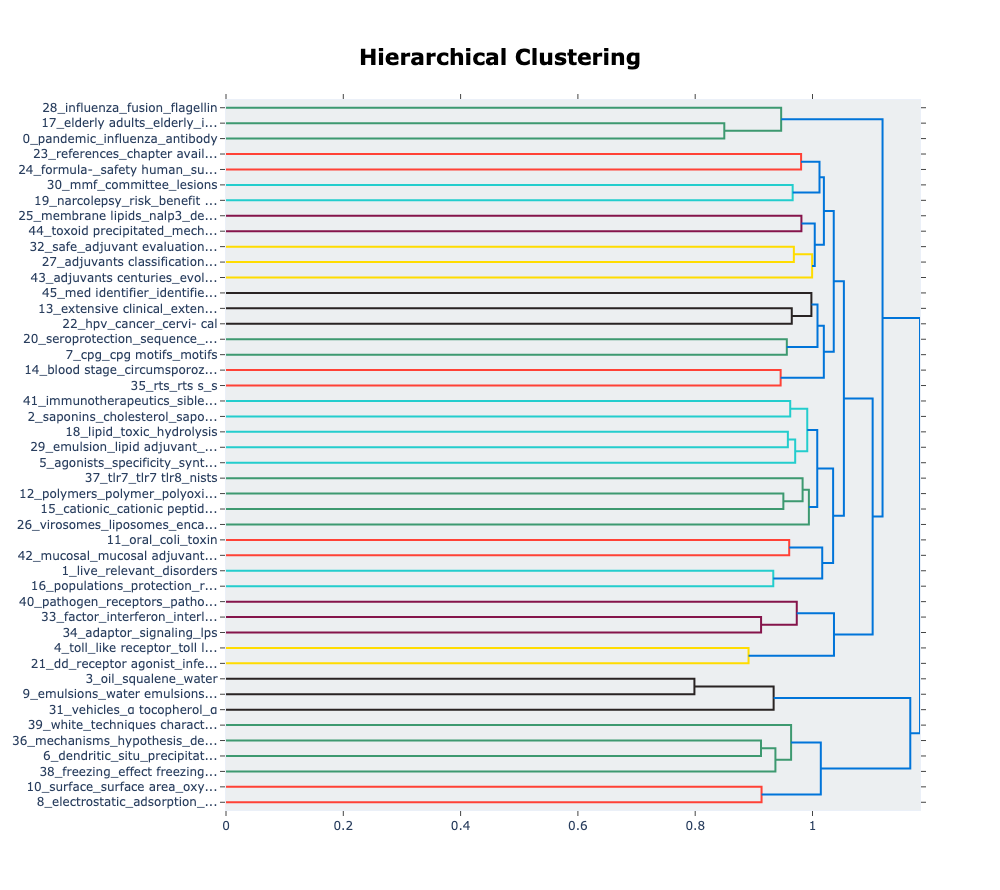 Hierarchical Clustering
28_influenza_fusion_flagellin
17_elderly adults_elderly_i...
0_pandemic_influenza_antibody
23_references_chapter avail...
24_formula-_safety human_su...
30_mmf_committee_lesions
19_narcolepsy_risk_benefit ...
25_membrane lipids_nalp3_de...
44_toxoid precipitated_mech...
32_safe_adjuvant evaluation...
27_adjuvants classification...
43_adjuvants centuries_evol...
45_med identifier_identifie...
13_extensive clinical_exten...
22_hpv_cancer_cervi- cal
20_seroprotection_sequence_...
7_cpg_cpg motifs_motifs
14_blood stage_circumsporoz...
35_rts_rts s_s
41_immunotherapeutics_sible...
2_saponins_cholesterol_sapo...
18_lipid_toxic_hydrolysis
29_emulsion_lipid adjuvant_...
5_agonists_specificity_synt...
37_tlr7_tlr7 tlr8_nists
12_polymers_polymer_polyoxi...
15_cationic_cationic peptid...
26_virosomes_liposomes_enca...
11_oral_coli_toxin
42_mucosal_mucosal adjuvant...
1_live_relevant_disorders
16_populations_protection_r...
40_pathogen_receptors_patho...
33_factor_interferon_interl...
34_adaptor_signaling_lps
4_toll_like receptor_toll l...
21_dd_receptor agonist_infe...
3_oil_squalene_water
9_emulsions_water emulsions...
31_vehicles_α tocopherol_α
39_white_techniques charact...
36_mechanisms_hypothesis_de...
6_dendritic_situ_precipitat...
38_freezing_effect freezing...
10_surface_surface area_oxy...
8_electrostatic_adsorption_...
0 0.2 0.4 0.6 0.8 1